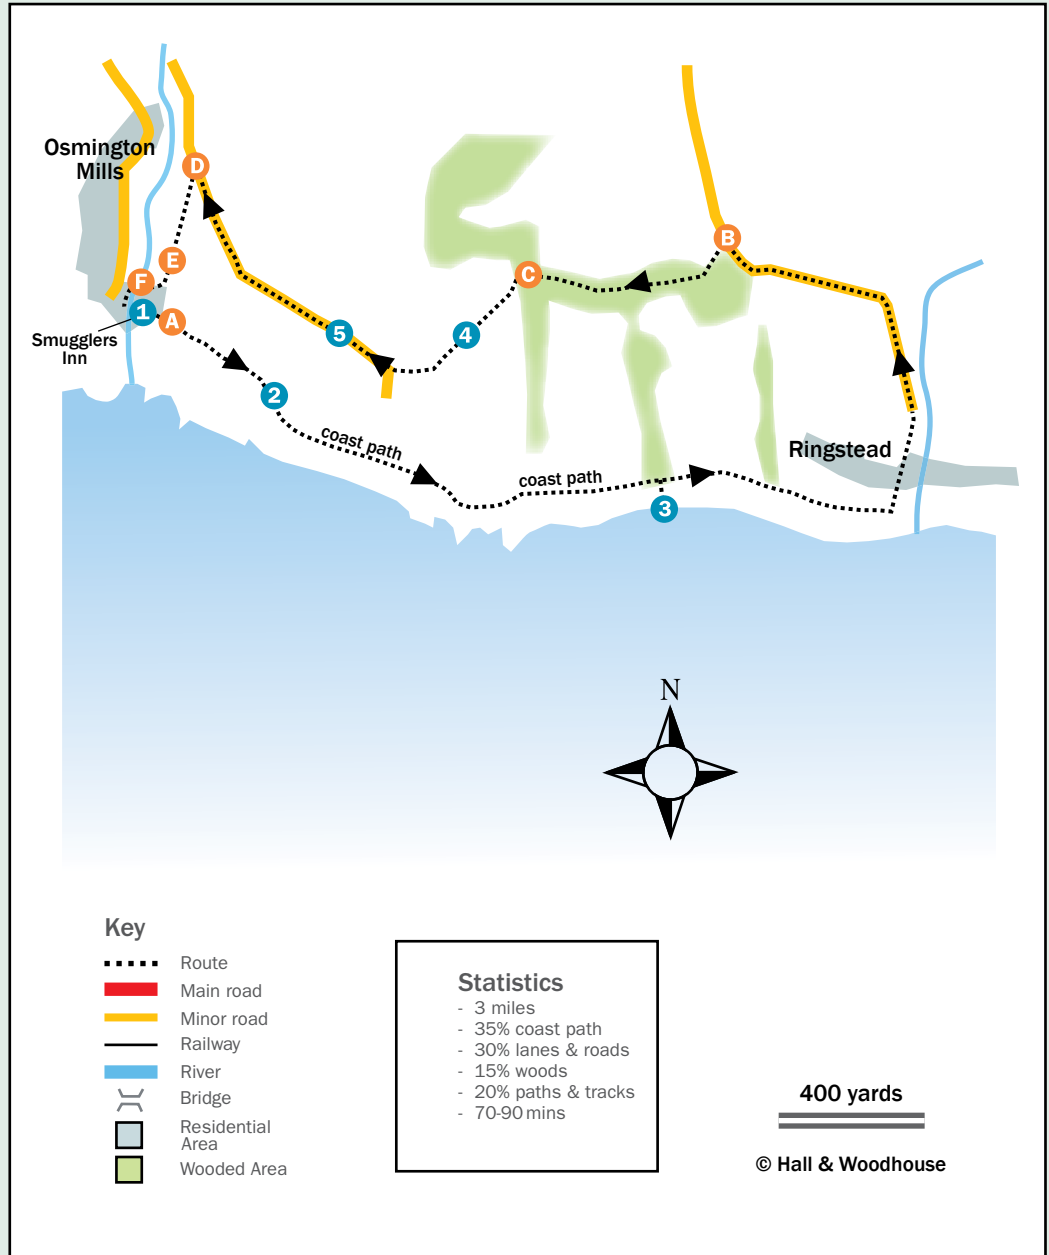 Osmington
Mills
D
B
E
C
F
1
A
Smugglers
Inn
5
4
2
coast path
Ringstead
coast path
3
N
Key
Route
Main road
Minor road
Railway
River
Bridge
Residential
Area
Wooded Area
Statistics
- 3 miles
- 35% coast path
- 30% lanes & roads
- 15% woods
- 20% paths & tracks
- 70-90 mins
400 yards
© Hall & Woodhouse